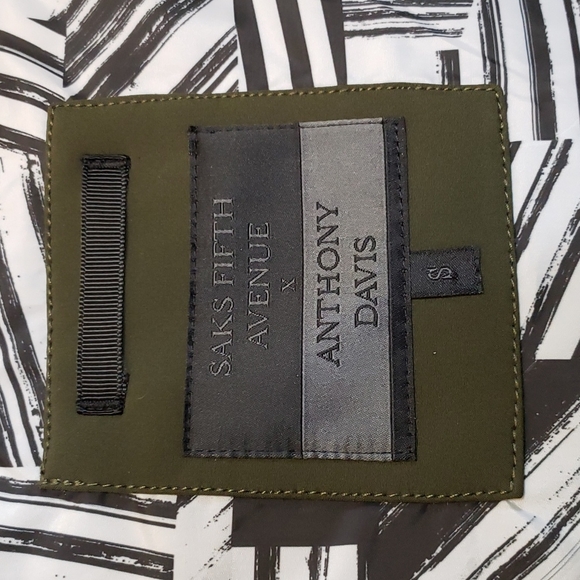 SAKS FIFTH
AVENUE
X
ANTHONY
DAVIS
S